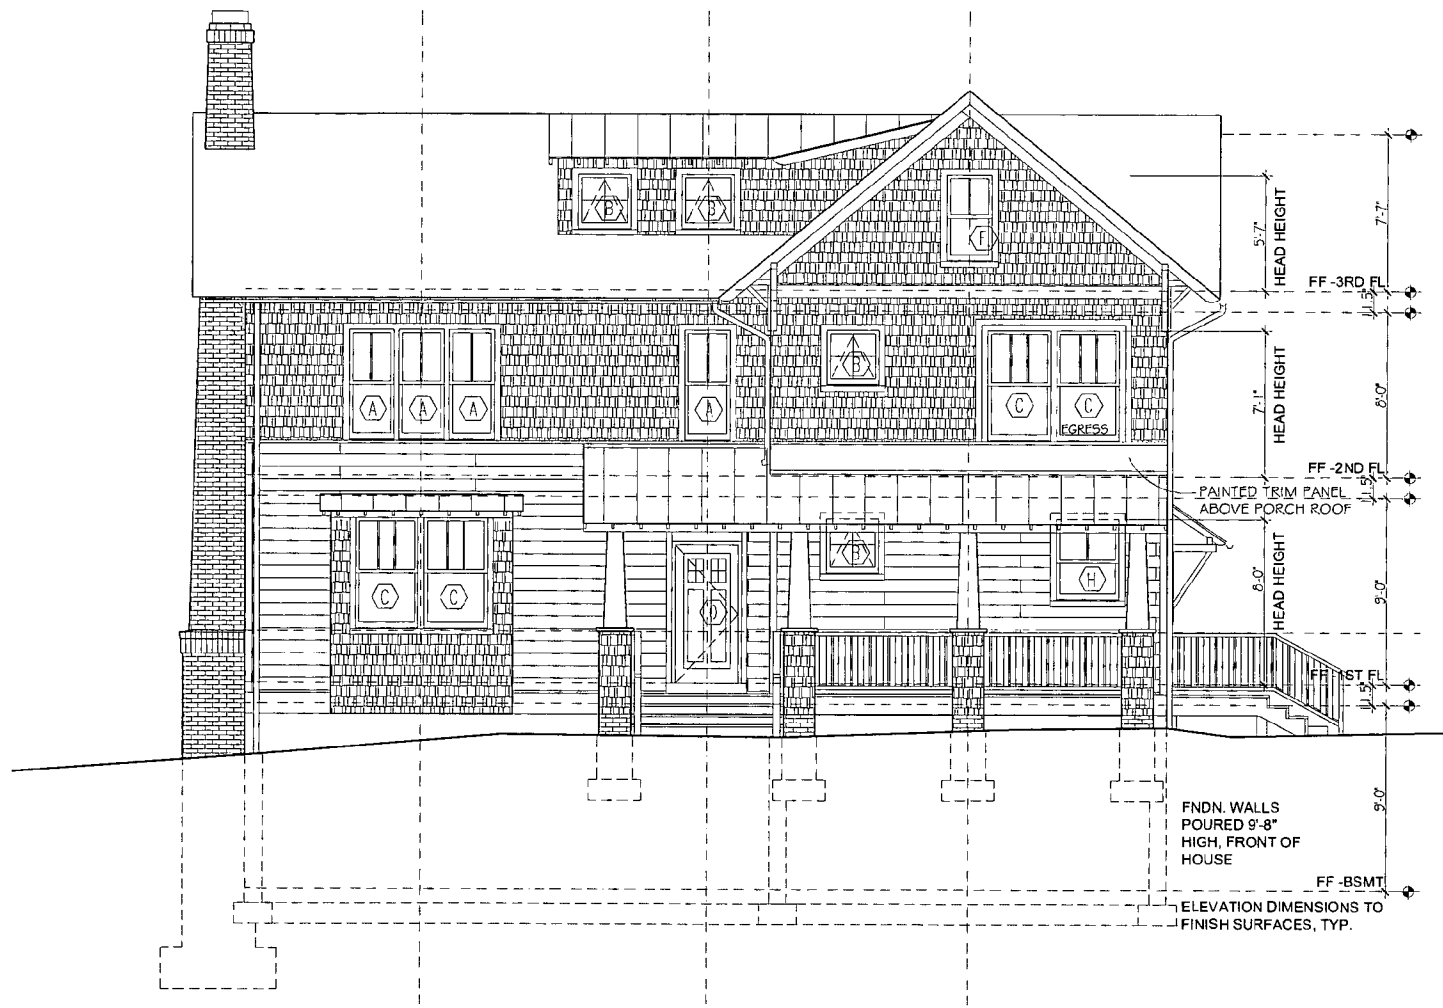 B
B
F
5'-7"
HEAD HEIGHT
7'-7"
FF -3RD FL
1'.5"
A
A
A
A
B
C
C
EGRESS
7'-1"
HEAD HEIGHT
8'-0"
FF -2ND FL
1'.5"
PAINTED TRIM PANEL
ABOVE PORCH ROOF
C
C
D
B
H
8'-0"
HEAD HEIGHT
9'-0"
FF -1ST FL
1'.5"
9'-0"
FNDN. WALLS
POURED 9'-8"
HIGH, FRONT OF
HOUSE
FF -BSMT
ELEVATION DIMENSIONS TO
FINISH SURFACES, TYP.